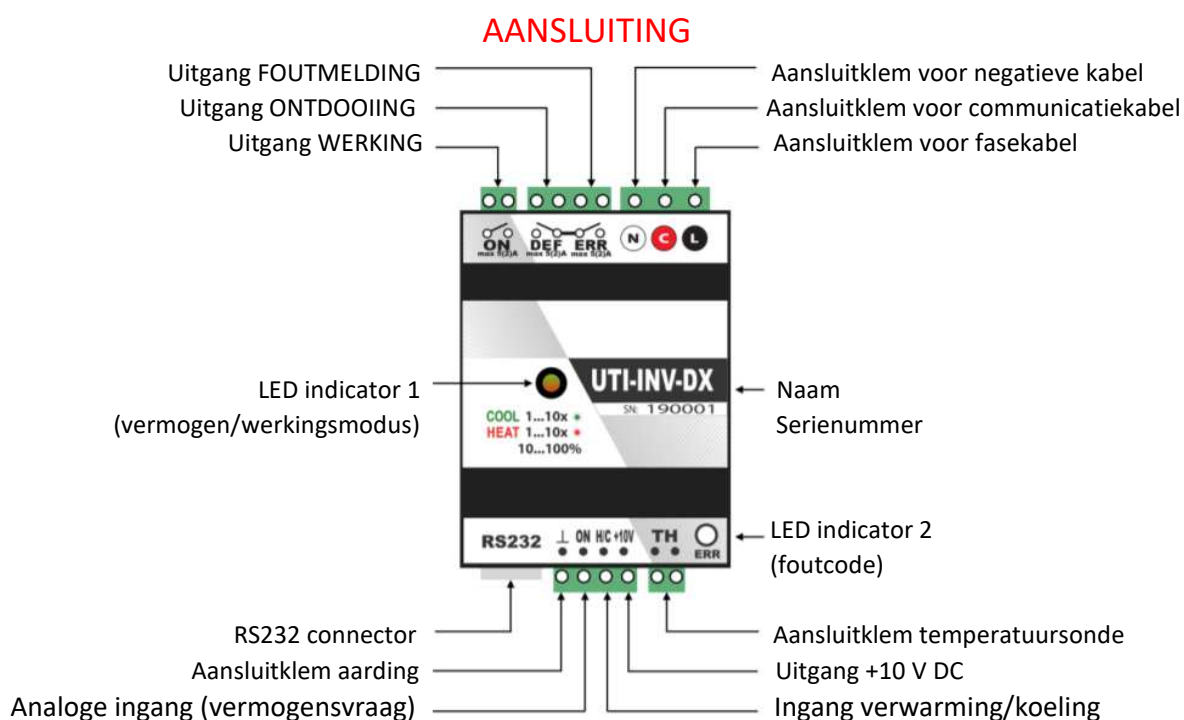 AANSLUITING
Uitgang FOUTMELDING
Uitgang ONTDOOIING
Uitgang WERKING
Aansluitklem voor negatieve kabel
Aansluitklem voor communicatiekabel
Aansluitklem voor fasekabel
ON DEF ERR N C L
max 5(2)A max 5(2)A max 5(2)A
LED indicator 1
(vermogen/werkingsmodus)
UTI-INV-DX
SN: 190001
COOL 1...10x
HEAT 1...10x
10...100%
Naam
Serienummer
RS232 ⊥ ON H/C +10V TH
ERR
LED indicator 2
(foutcode)
RS232 connector
Aansluitklem aarding
Analoge ingang (vermogensvraag)
Aansluitklem temperatuursonde
Uitgang +10 V DC
Ingang verwarming/koeling